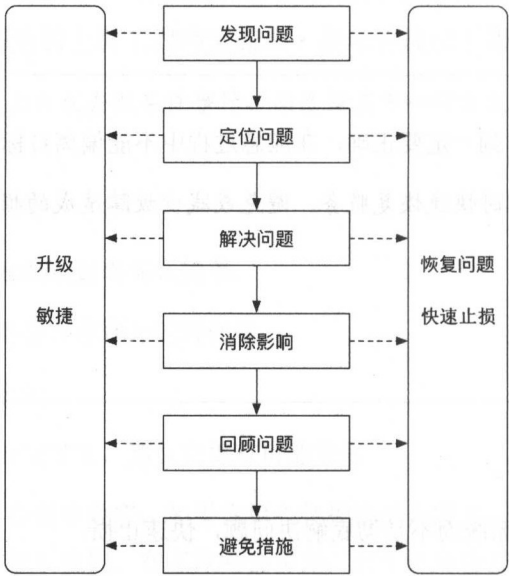 发现问题
定位问题
解决问题
升级
敏捷
恢复问题
快速止损
消除影响
回顾问题
避免措施